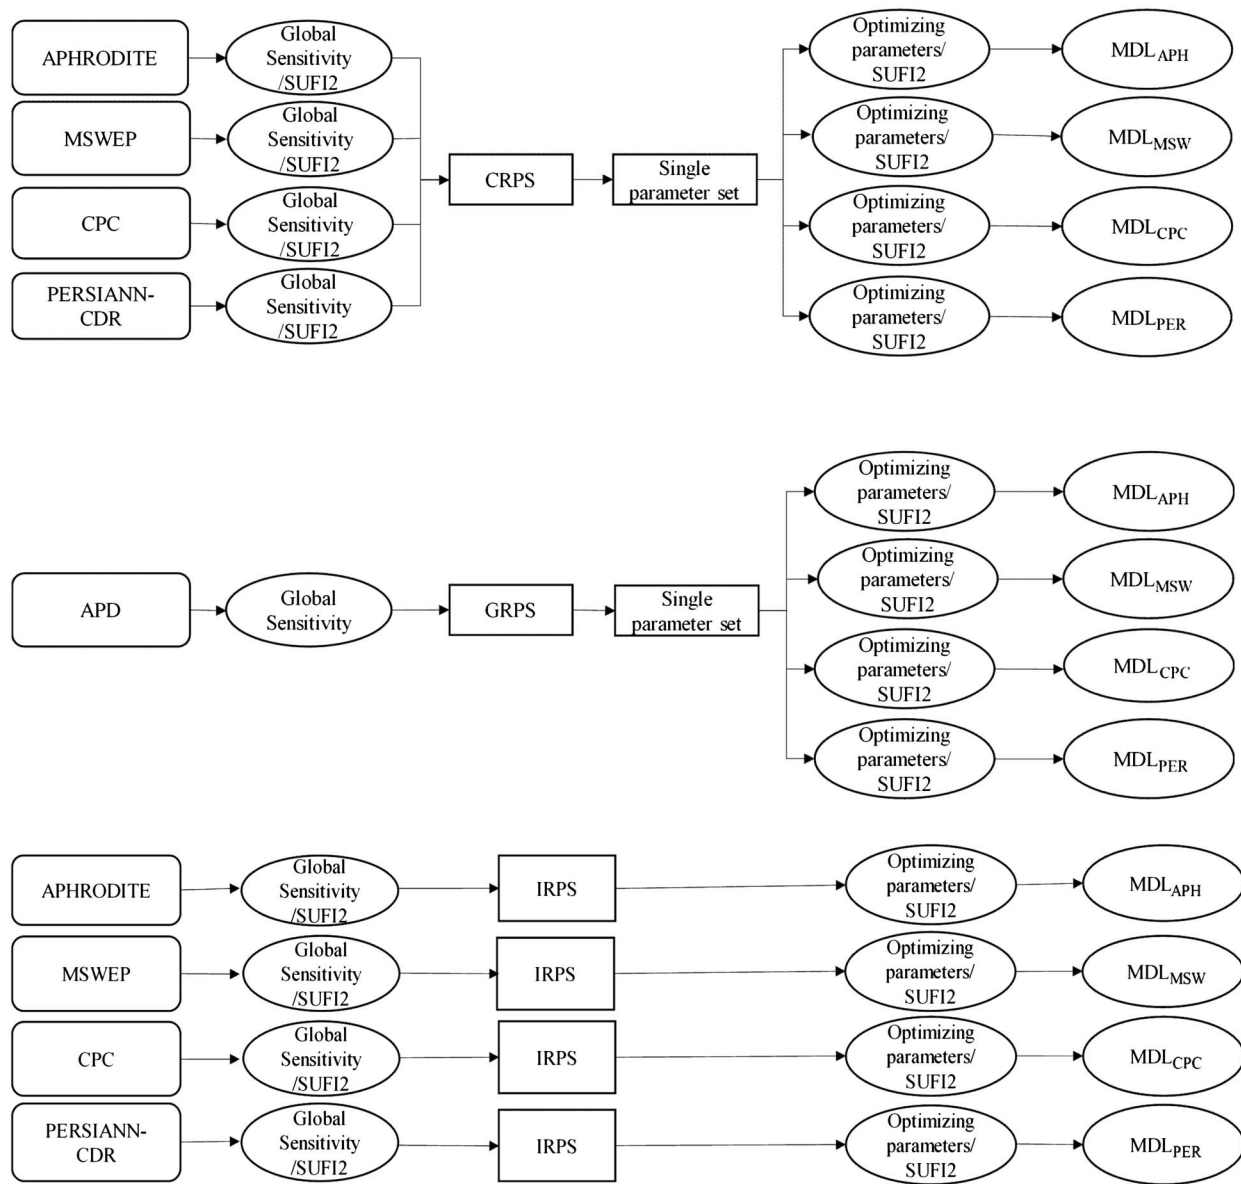 APHRODITE
Global
Sensitivity
/SUFI2
MSWEP
Global
Sensitivity
/SUFI2
CPC
Global
Sensitivity
/SUFI2
PERSIANN-
CDR
Global
Sensitivity
/SUFI2
CRPS
Single
parameter set
Optimizing
parameters/
SUFI2
MDLAPH
Optimizing
parameters/
SUFI2
MDLMSW
Optimizing
parameters/
SUFI2
MDLCPC
Optimizing
parameters/
SUFI2
MDLPER
APD
Global
Sensitivity
GRPS
Single
parameter set
Optimizing
parameters/
SUFI2
MDLAPH
Optimizing
parameters/
SUFI2
MDLMSW
Optimizing
parameters/
SUFI2
MDLCPC
Optimizing
parameters/
SUFI2
MDLPER
APHRODITE
Global
Sensitivity
/SUFI2
IRPS
Optimizing
parameters/
SUFI2
MDLAPH
MSWEP
Global
Sensitivity
/SUFI2
IRPS
Optimizing
parameters/
SUFI2
MDLMSW
CPC
Global
Sensitivity
/SUFI2
IRPS
Optimizing
parameters/
SUFI2
MDLCPC
PERSIANN-
CDR
Global
Sensitivity
/SUFI2
IRPS
Optimizing
parameters/
SUFI2
MDLPER